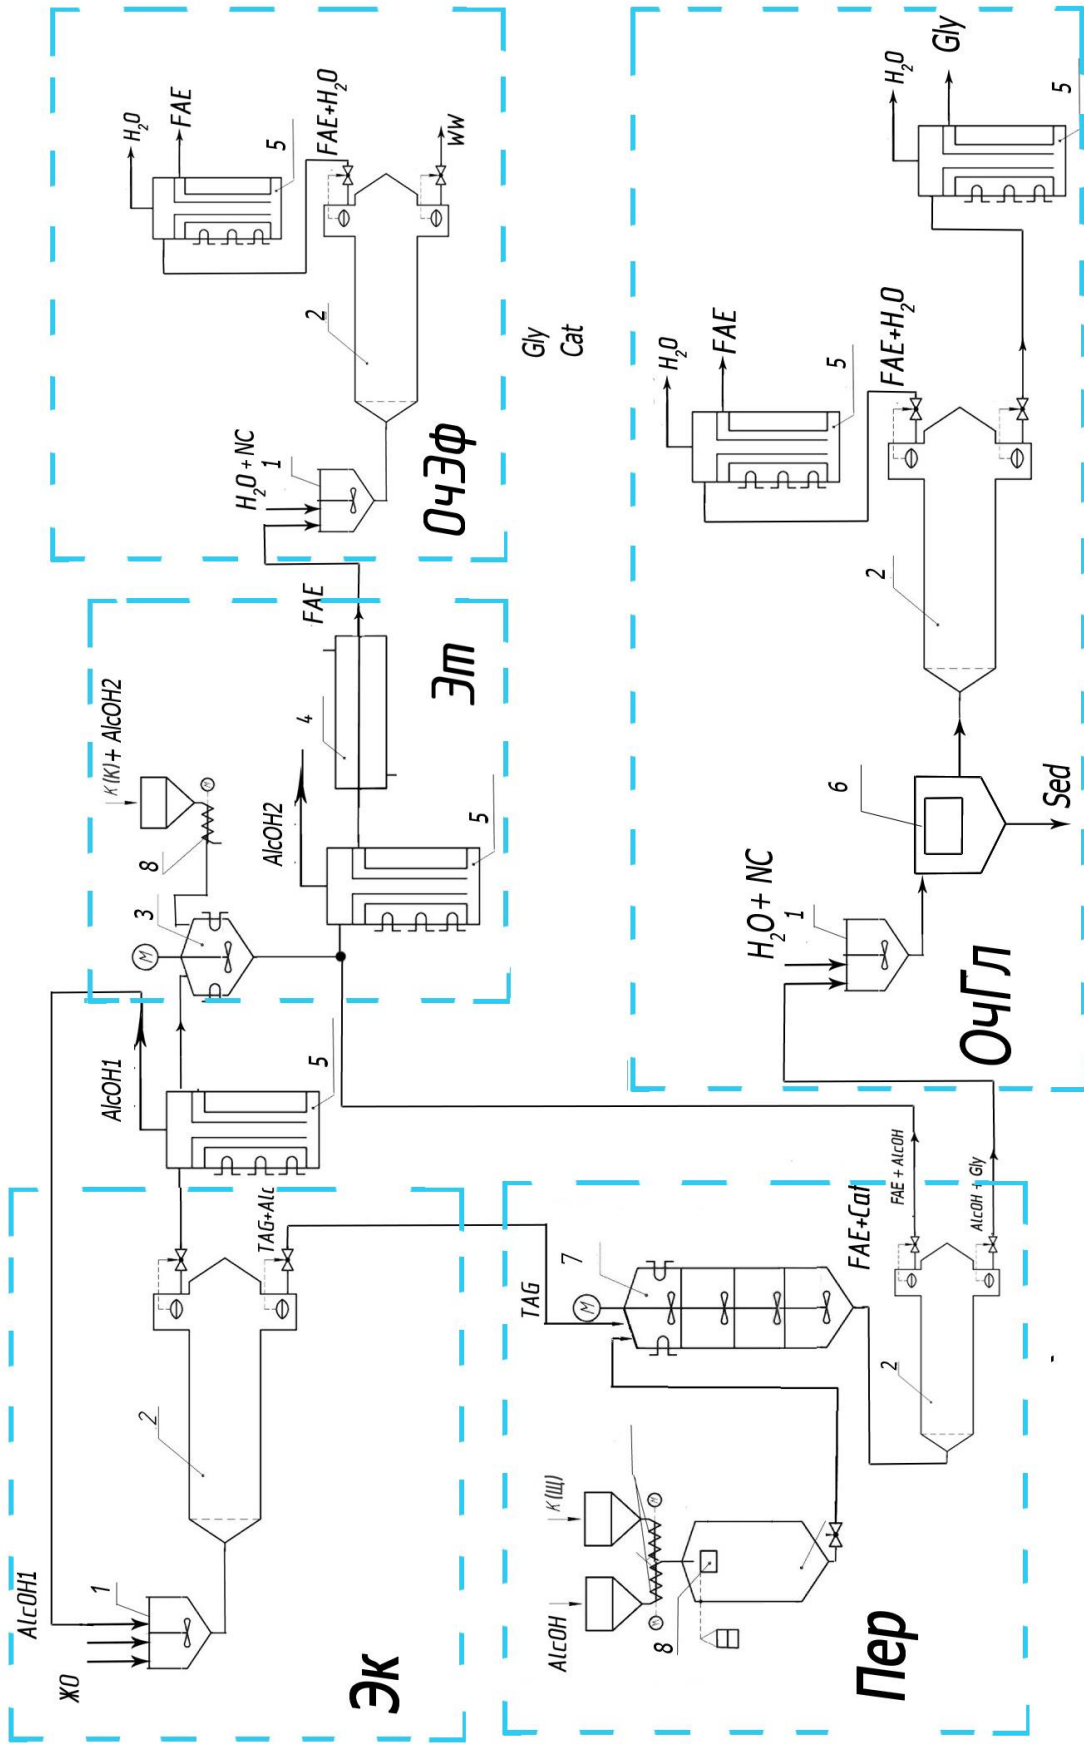 ЖО
AlcOH1
1
2
TAG+Alc
Эк
AlcOH1
5
3
M
8
K(К)+ AlcOH2
M
AlcOH2
5
4
FAE
Эт
H₂O + NC
1
2
H₂O
FAE
5
FAE+H₂O
WW
ОчЭф
Gly
Cat
AlcOH
К(Щ)
M
M
8
TAG
7
M
FAE+Cat
2
FAE + AlcOH
AlcOH + Gly
Пер
H₂O + NC
1
6
Sed
2
H₂O
FAE
5
FAE+H₂O
H₂O
Gly
5
ОчГл